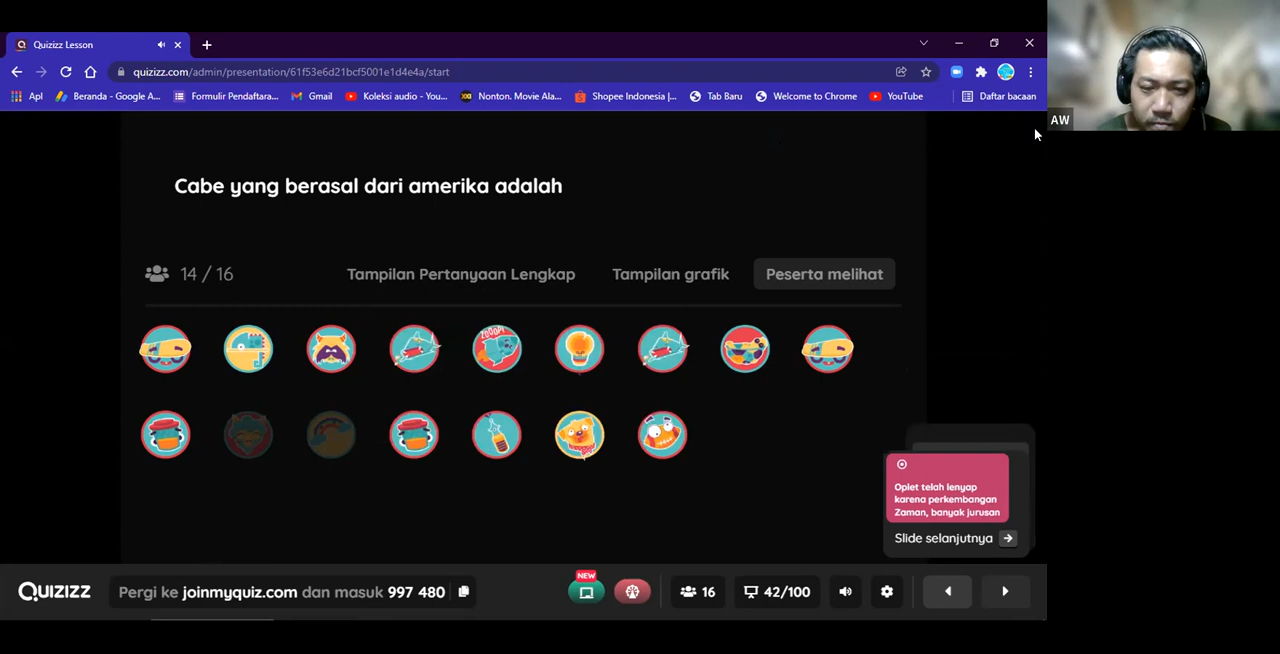 Quizizz Lesson
quizizz.com/admin/presentation/61f53e6d21bcf5001e1d4e4a/start
Apl Beranda - Google A... Formulir Pendaftara... Gmail Koleksi audio - You... Nonton. Movie Ala... Shopee Indonesia |... Tab Baru Welcome to Chrome YouTube Daftar bacaan
AW
Cabe yang berasal dari amerika adalah
14 / 16 Tampilan Pertanyaan Lengkap Tampilan grafik Peserta melihat
ZOOOP!
Oplet telah lenyap
karena perkembangan
Zaman, banyak jurusan
Slide selanjutnya
NEW
QUIZIZZ Pergi ke joinmyquiz.com dan masuk 997 480 16 42/100